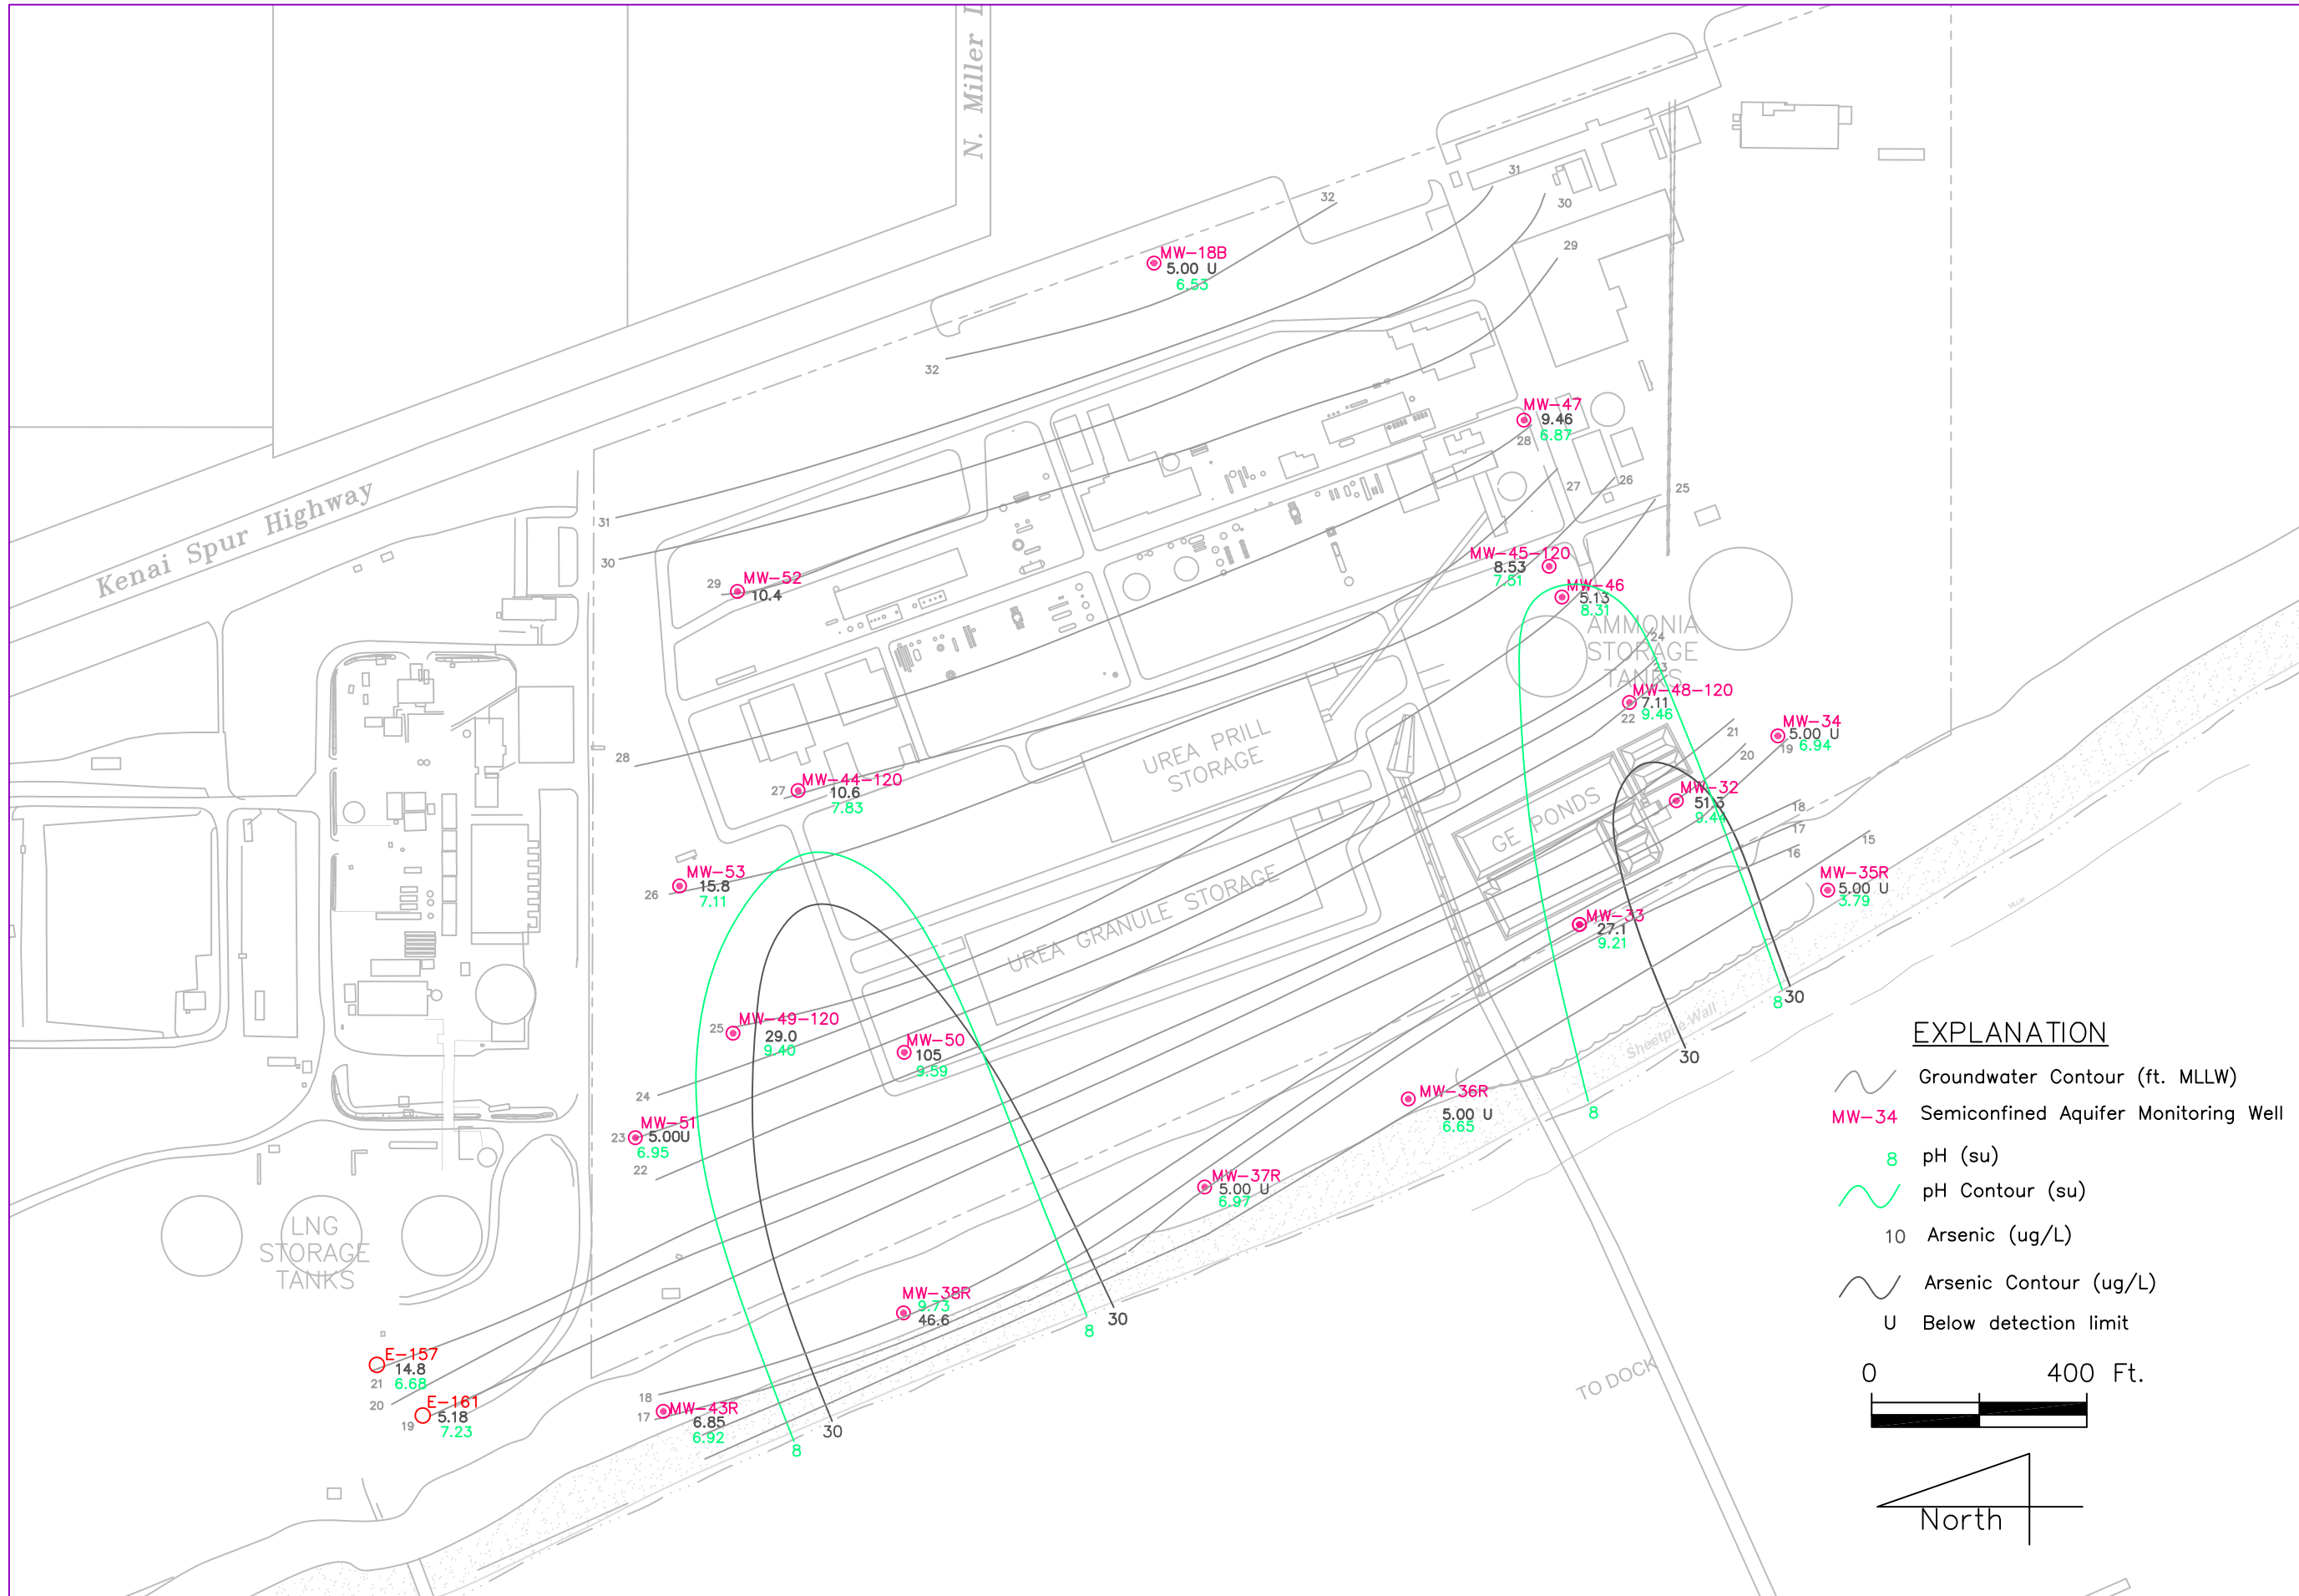 N. Miller
Kenai Spur Highway
32
31
30
29
MW-18B
5.00 U
6.53
32
MW-47
9.46
6.87
28
27
26
25
31
30
29
MW-52
10.4
MW-45-120
8.53
7.51
MW-46
5.13
8.31
AMMONIA
STORAGE
TANKS
24
23
MW-48-120
7.11
9.46
22
21
20
MW-34
5.00 U
6.94
19
28
27
MW-44-120
10.6
7.83
UREA PRILL
STORAGE
GE PONDS
MW-32
51.3
9.44
18
17
16
15
26
MW-53
15.8
7.11
UREA GRANULE STORAGE
MW-35R
5.00 U
3.79
MLLW
MW-33
27.1
9.21
8
30
25
MW-49-120
29.0
9.40
MW-50
105
9.59
Sheetpile Wall
30
24
MW-36R
5.00 U
6.65
8
23
MW-51
5.00U
6.95
22
MW-37R
5.00 U
6.97
LNG
STORAGE
TANKS
MW-38R
9.73
46.6
8
30
E-157
14.8
6.68
21
20
E-161
5.18
7.23
19
18
17
MW-43R
6.85
6.92
8
30
TO DOCK
EXPLANATION
Groundwater Contour (ft. MLLW)
MW-34 Semiconfined Aquifer Monitoring Well
8 pH (su)
pH Contour (su)
10 Arsenic (ug/L)
Arsenic Contour (ug/L)
U Below detection limit
0 400 Ft.
North